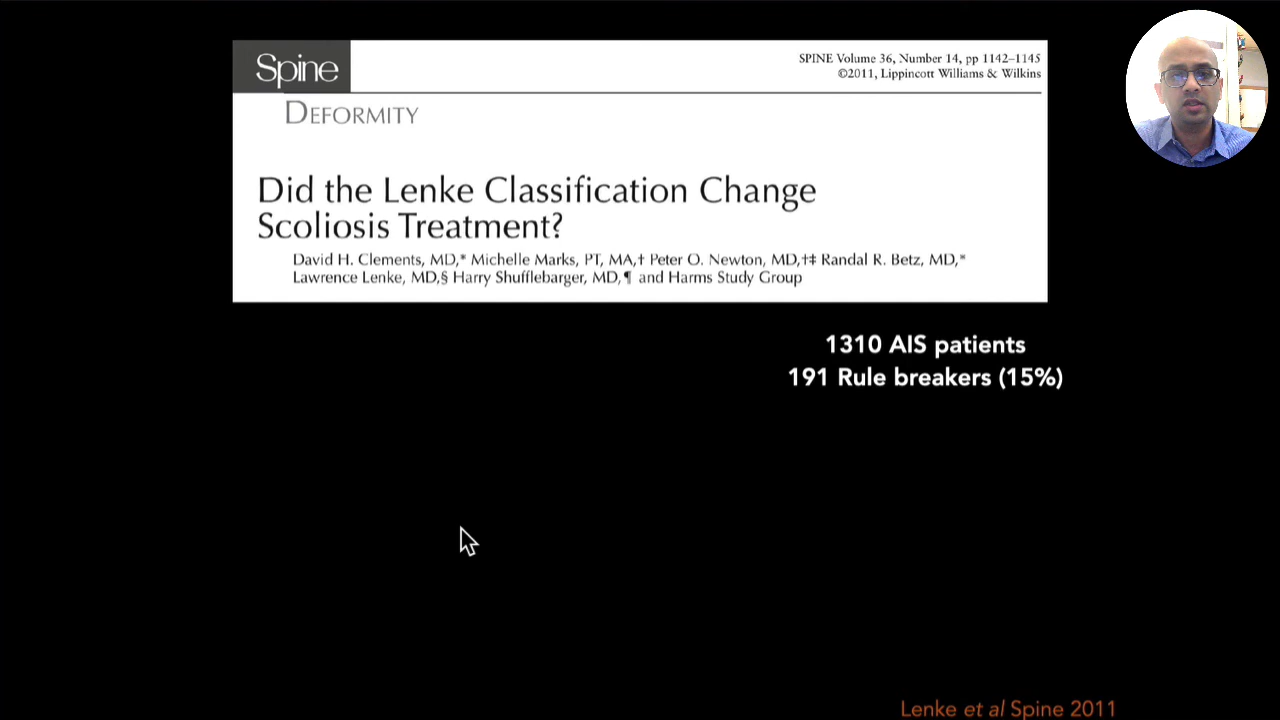 Spine
SPINE Volume 36, Number 14, pp 1142–1145
©2011, Lippincott Williams & Wilkins
DEFORMITY
Did the Lenke Classification Change
Scoliosis Treatment?
David H. Clements, MD,* Michelle Marks, PT, MA,† Peter O. Newton, MD,†‡ Randal R. Betz, MD,*
Lawrence Lenke, MD,§ Harry Shufflebarger, MD,¶ and Harms Study Group
1310 AIS patients
191 Rule breakers (15%)
Lenke et al Spine 2011